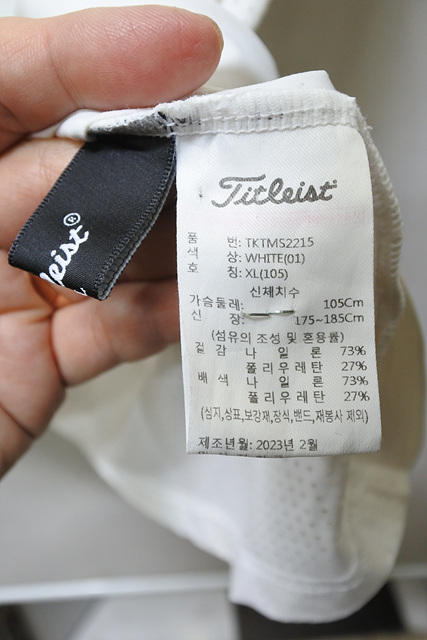 Titleist®
품 번: TKTMS2215
색 상: WHITE(01)
호 칭: XL(105)
신체치수
가슴둘레: 105Cm
신 장: 175~185Cm
(섬유의 조성 및 혼용률)
겉 감 나 일 론 73%
폴리우레탄 27%
배 색 나 일 론 73%
폴리우레탄 27%
(심지,상표,보강재,장식,밴드,재봉사 제외)
제조년월: 2023년 2월
tleist®